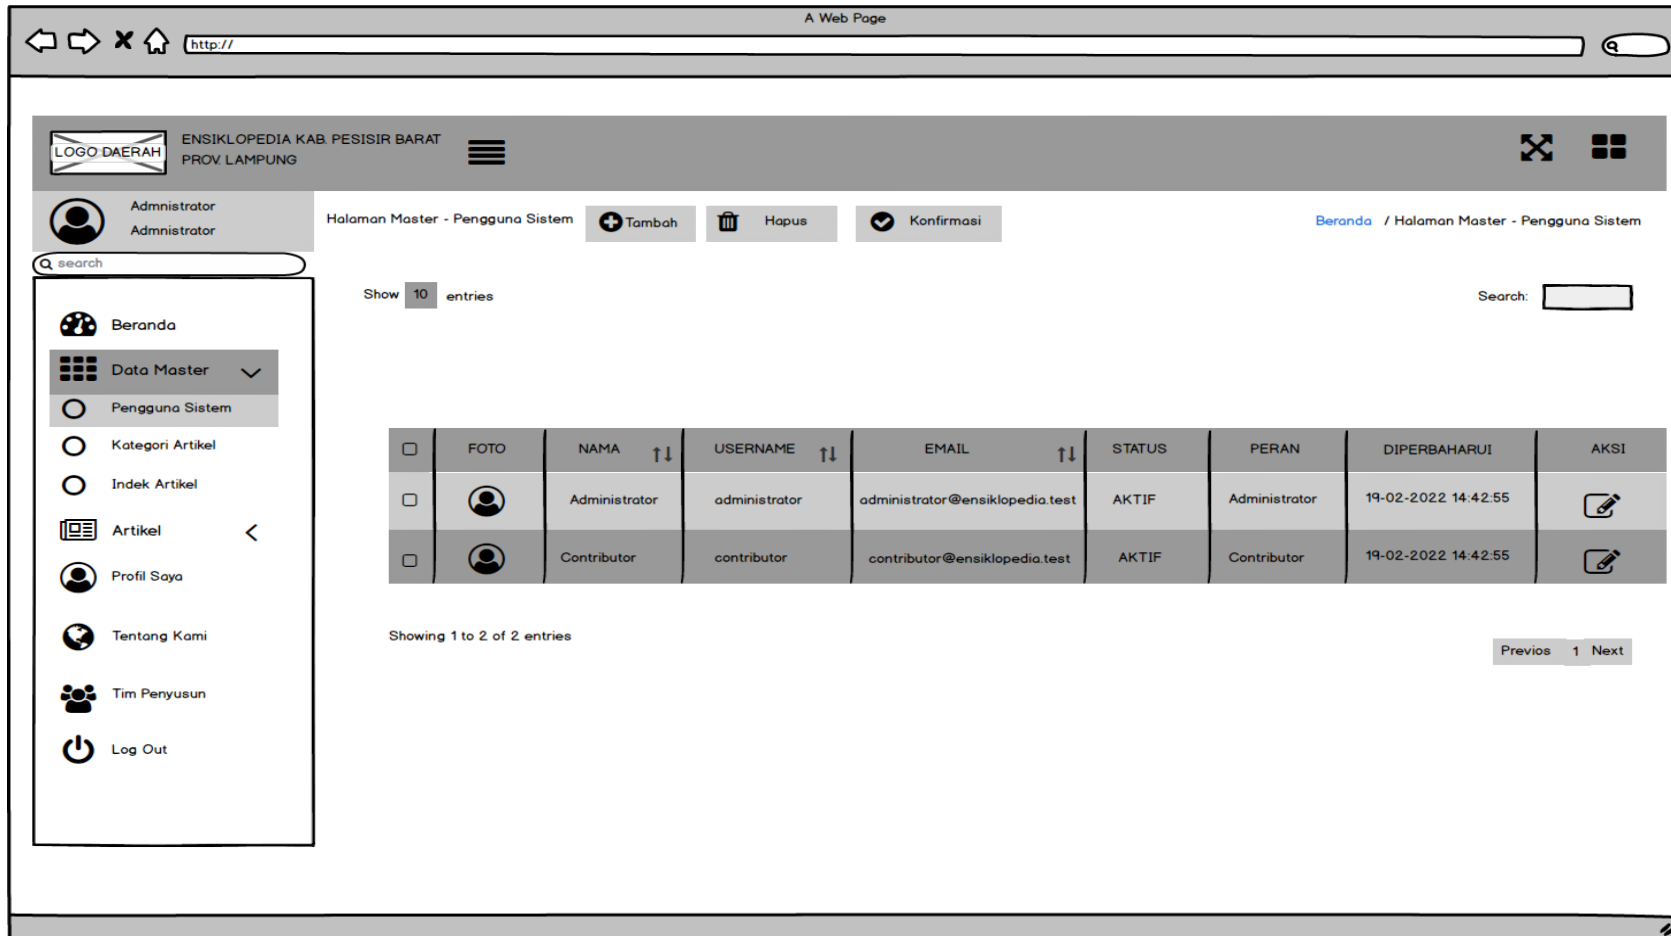 A Web Page
http://
LOGO DAERAH
ENSIKLOPEDIA KAB. PESISIR BARAT
PROV. LAMPUNG
Admnistrator
Admnistrator
search
Beranda
Data Master
Pengguna Sistem
Kategori Artikel
Indek Artikel
Artikel
Profil Saya
Tentang Kami
Tim Penyusun
Log Out
Halaman Master - Pengguna Sistem
Tambah
Hapus
Konfirmasi
Beranda / Halaman Master - Pengguna Sistem
Show 10 entries
Search:
FOTO NAMA USERNAME EMAIL STATUS PERAN DIPERBAHARUI AKSI
Administrator administrator administrator@ensiklopedia.test AKTIF Administrator 19-02-2022 14:42:55
Contributor contributor contributor@ensiklopedia.test AKTIF Contributor 19-02-2022 14:42:55
Showing 1 to 2 of 2 entries
Previos 1 Next